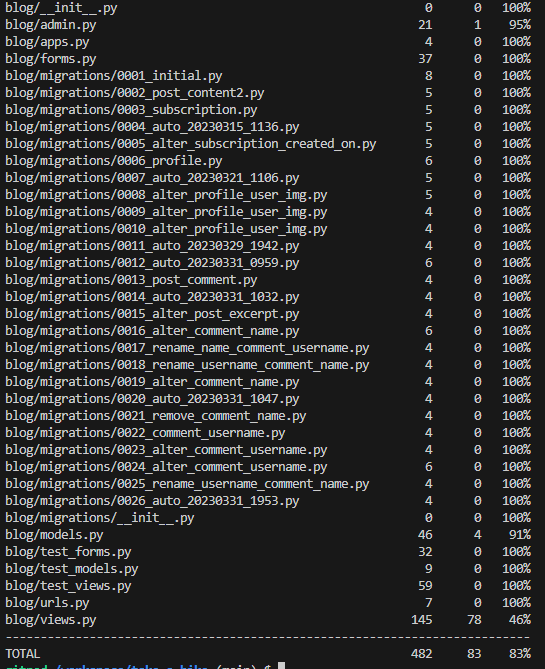 blog/__init__.py 0 0 100%
blog/admin.py 21 1 95%
blog/apps.py 4 0 100%
blog/forms.py 37 0 100%
blog/migrations/0001_initial.py 8 0 100%
blog/migrations/0002_post_content2.py 5 0 100%
blog/migrations/0003_subscription.py 5 0 100%
blog/migrations/0004_auto_20230315_1136.py 5 0 100%
blog/migrations/0005_alter_subscription_created_on.py 5 0 100%
blog/migrations/0006_profile.py 6 0 100%
blog/migrations/0007_auto_20230321_1106.py 5 0 100%
blog/migrations/0008_alter_profile_user_img.py 5 0 100%
blog/migrations/0009_alter_profile_user_img.py 4 0 100%
blog/migrations/0010_alter_profile_user_img.py 4 0 100%
blog/migrations/0011_auto_20230329_1942.py 4 0 100%
blog/migrations/0012_auto_20230331_0959.py 6 0 100%
blog/migrations/0013_post_comment.py 4 0 100%
blog/migrations/0014_auto_20230331_1032.py 4 0 100%
blog/migrations/0015_alter_post_excerpt.py 4 0 100%
blog/migrations/0016_alter_comment_name.py 6 0 100%
blog/migrations/0017_rename_name_comment_username.py 4 0 100%
blog/migrations/0018_rename_username_comment_name.py 4 0 100%
blog/migrations/0019_alter_comment_name.py 4 0 100%
blog/migrations/0020_auto_20230331_1047.py 4 0 100%
blog/migrations/0021_remove_comment_name.py 4 0 100%
blog/migrations/0022_comment_username.py 4 0 100%
blog/migrations/0023_alter_comment_username.py 4 0 100%
blog/migrations/0024_alter_comment_username.py 6 0 100%
blog/migrations/0025_rename_username_comment_name.py 4 0 100%
blog/migrations/0026_auto_20230331_1953.py 4 0 100%
blog/migrations/__init__.py 0 0 100%
blog/models.py 46 4 91%
blog/test_forms.py 32 0 100%
blog/test_models.py 9 0 100%
blog/test_views.py 59 0 100%
blog/urls.py 7 0 100%
blog/views.py 145 78 46%
TOTAL 482 83 83%